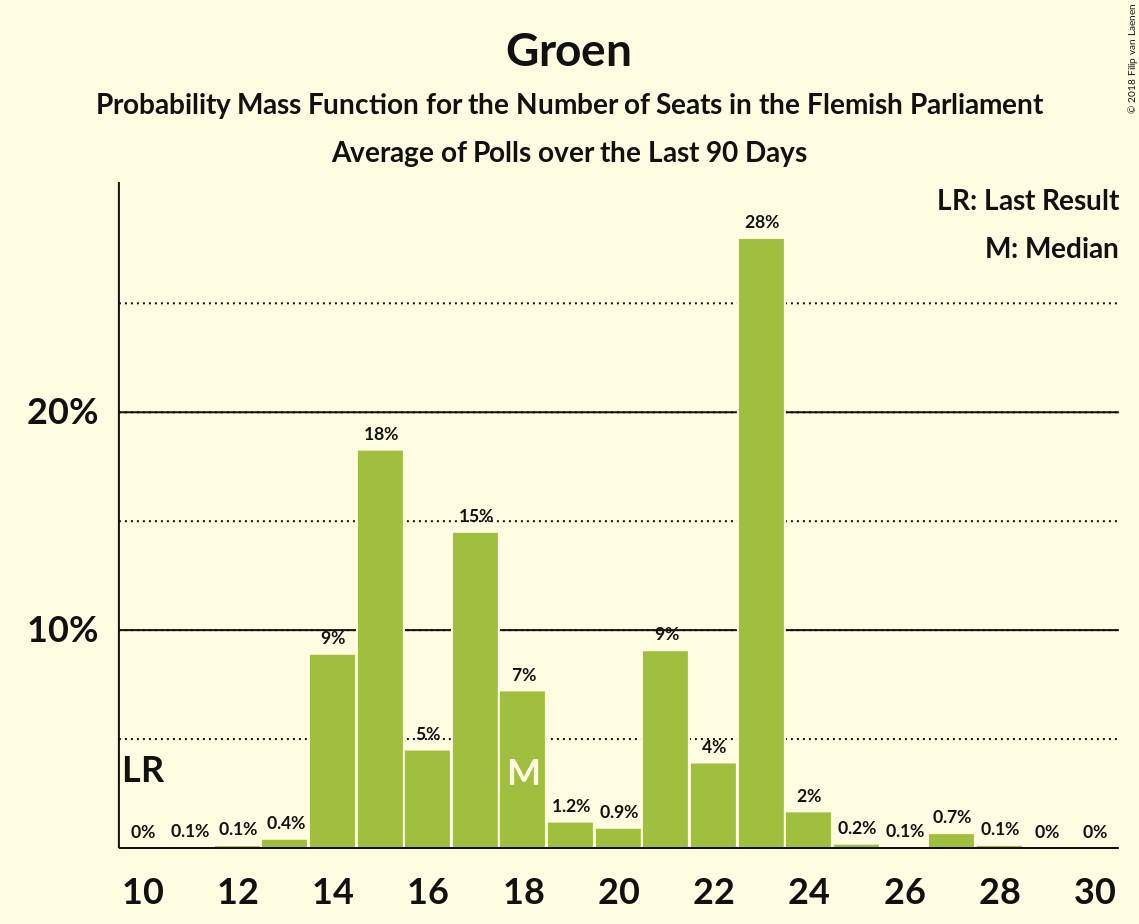 © 2018 Filip van Laenen
Groen
Probability Mass Function for the Number of Seats in the Flemish Parliament
Average of Polls over the Last 90 Days
LR: Last Result
M: Median
28%
20%
18%
15%
10%
9%
9%
7%
5%
4%
LR
M
2%
1.2%
0.9%
0.7%
0.4%
0%
0.1%
0.1%
0.2%
0.1%
0.1%
0%
0%
10 12 14 16 18 20 22 24 26 28 30